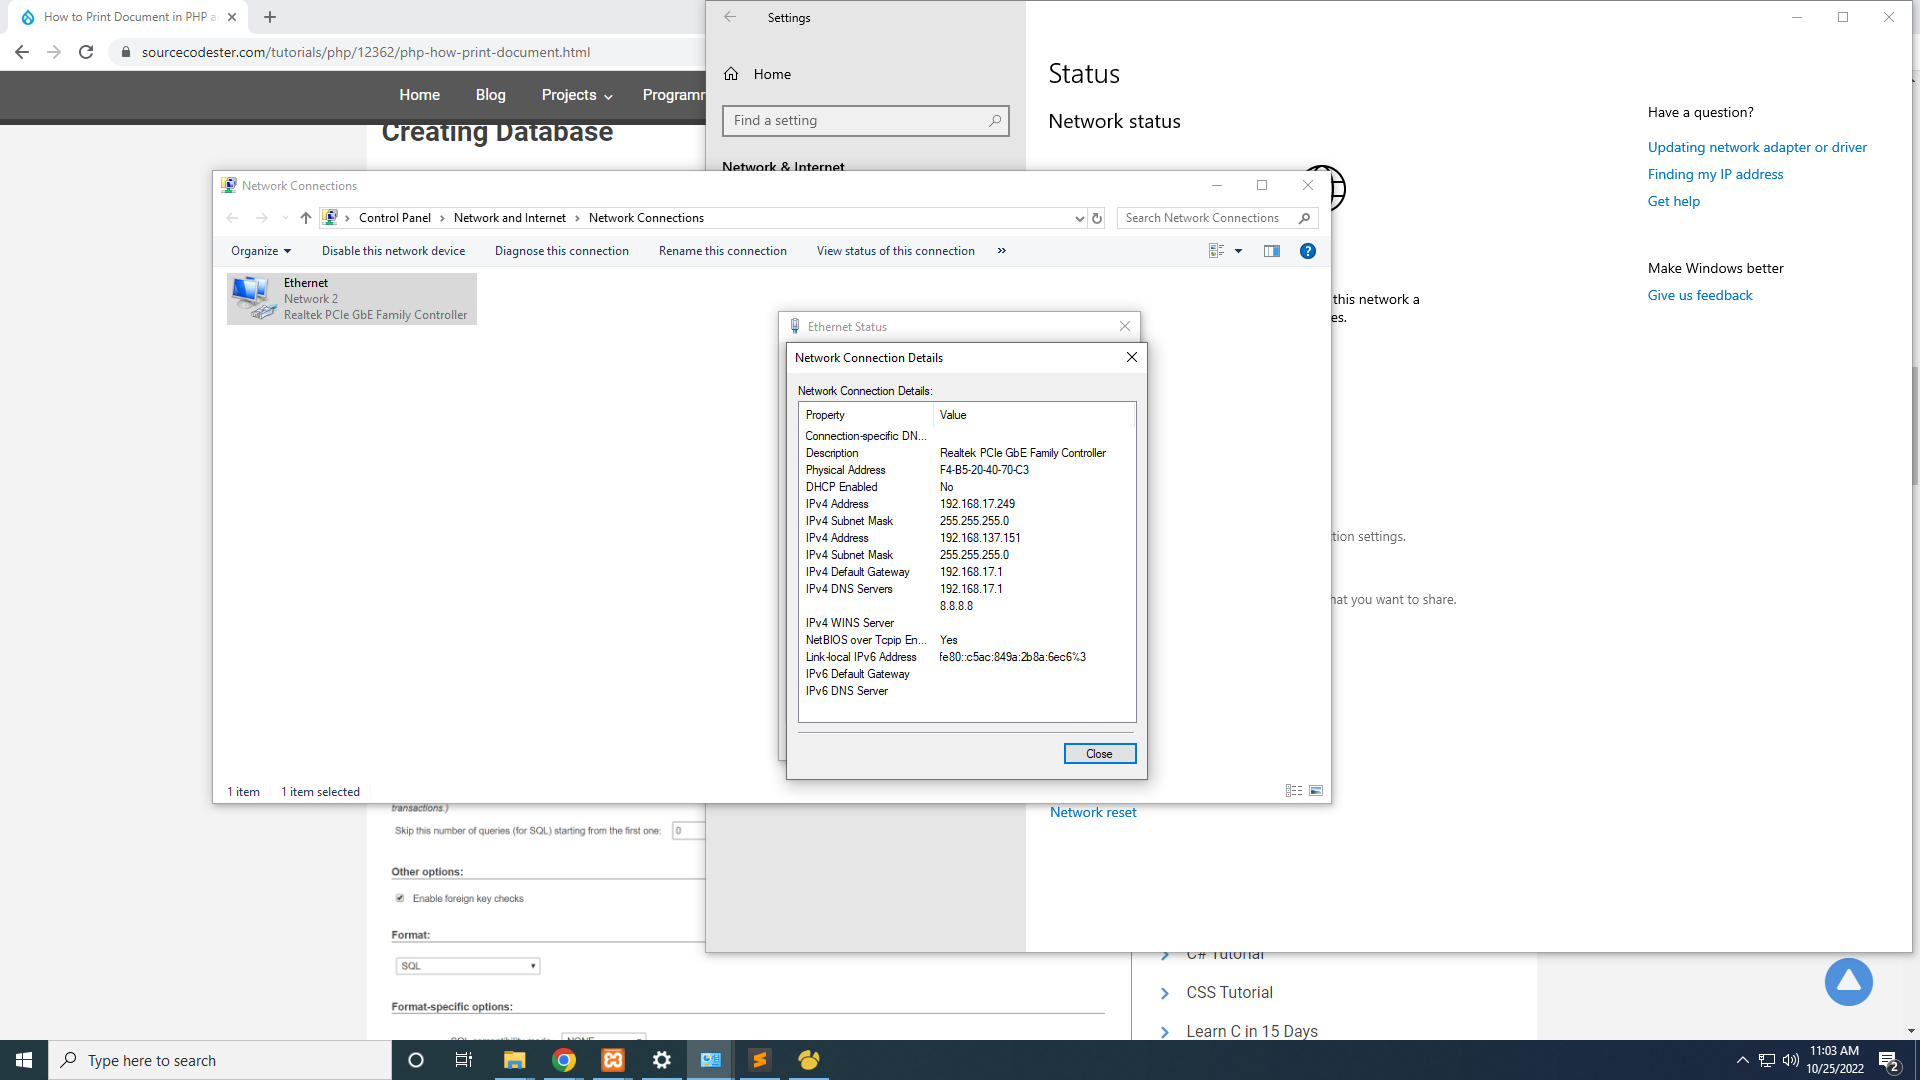 How to Print Document in PHP a
sourcecodester.com/tutorials/php/12362/php-how-print-document.html
Home
Blog
Projects
Creating Database
Settings
Home
Find a setting
Network & Internet
Status
Network status
Have a question?
Updating network adapter or driver
Finding my IP address
Get help
Make Windows better
Give us feedback
this network a
es.
tion settings.
hat you want to share.
Network reset
Network Connections
Control Panel > Network and Internet > Network Connections
Search Network Connections
Organize
Disable this network device
Diagnose this connection
Rename this connection
View status of this connection
»
Ethernet
Network 2
Realtek PCIe GbE Family Controller
Ethernet Status
Network Connection Details
Network Connection Details:
Property Value
Connection-specific DN...
Description Realtek PCIe GbE Family Controller
Physical Address F4-B5-20-40-70-C3
DHCP Enabled No
IPv4 Address 192.168.17.249
IPv4 Subnet Mask 255.255.255.0
IPv4 Address 192.168.137.151
IPv4 Subnet Mask 255.255.255.0
IPv4 Default Gateway 192.168.17.1
IPv4 DNS Servers 192.168.17.1
8.8.8.8
IPv4 WINS Server
NetBIOS over Tcpip En... Yes
Link-local IPv6 Address fe80::c5ac:849a:2b8a:6ec6%3
IPv6 Default Gateway
IPv6 DNS Server
Close
1 item
1 item selected
transactions.)
Skip this number of queries (for SQL) starting from the first one: 0
Other options:
Enable foreign key checks
Format:
SQL
Format-specific options:
C# Tutorial
CSS Tutorial
Learn C in 15 Days
Type here to search
11:03 AM
10/25/2022
2